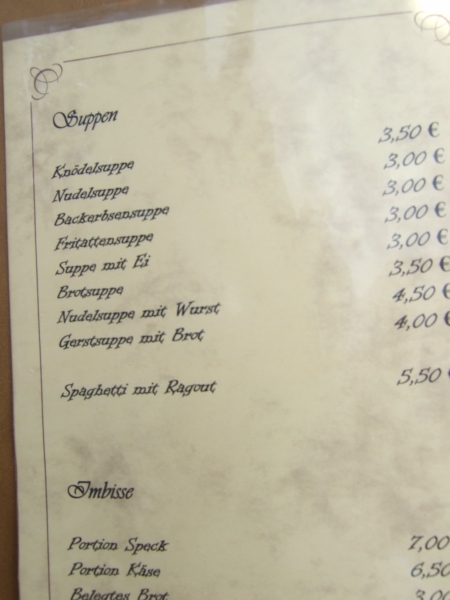 Suppen
Knödelsuppe 3,50 €
Nudelsuppe 3,00 €
Backerbsensuppe 3,00 €
Fritattensuppe 3,00 €
Suppe mit Ei 3,00 €
Brotsuppe 3,50 €
Nudelsuppe mit Wurst 4,50 €
Gerstsuppe mit Brot 4,00 €
Spaghetti mit Ragout 5,50 €
Imbisse
Portion Speck 7,00
Portion Käse 6,50
Belegtes Brot 3,00